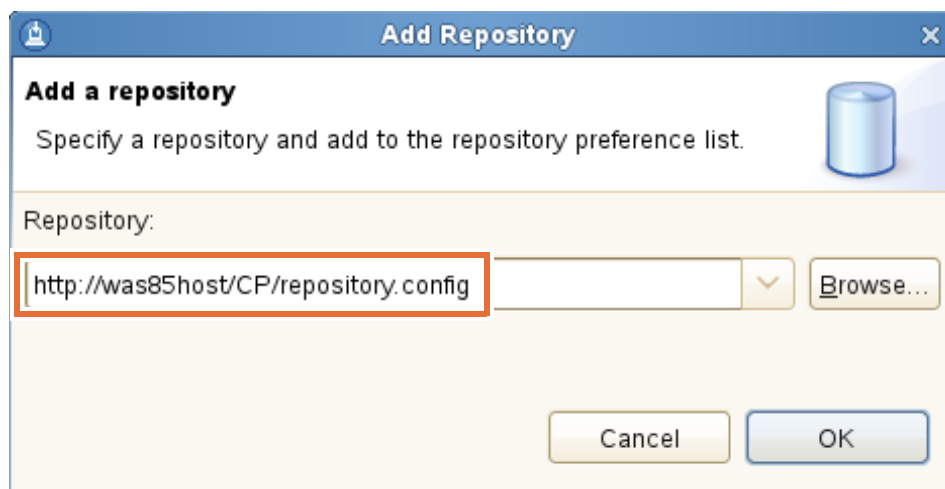 Add Repository
Add a repository
Specify a repository and add to the repository preference list.
Repository:
http://was85host/CP/repository.config
Browse...
Cancel
OK